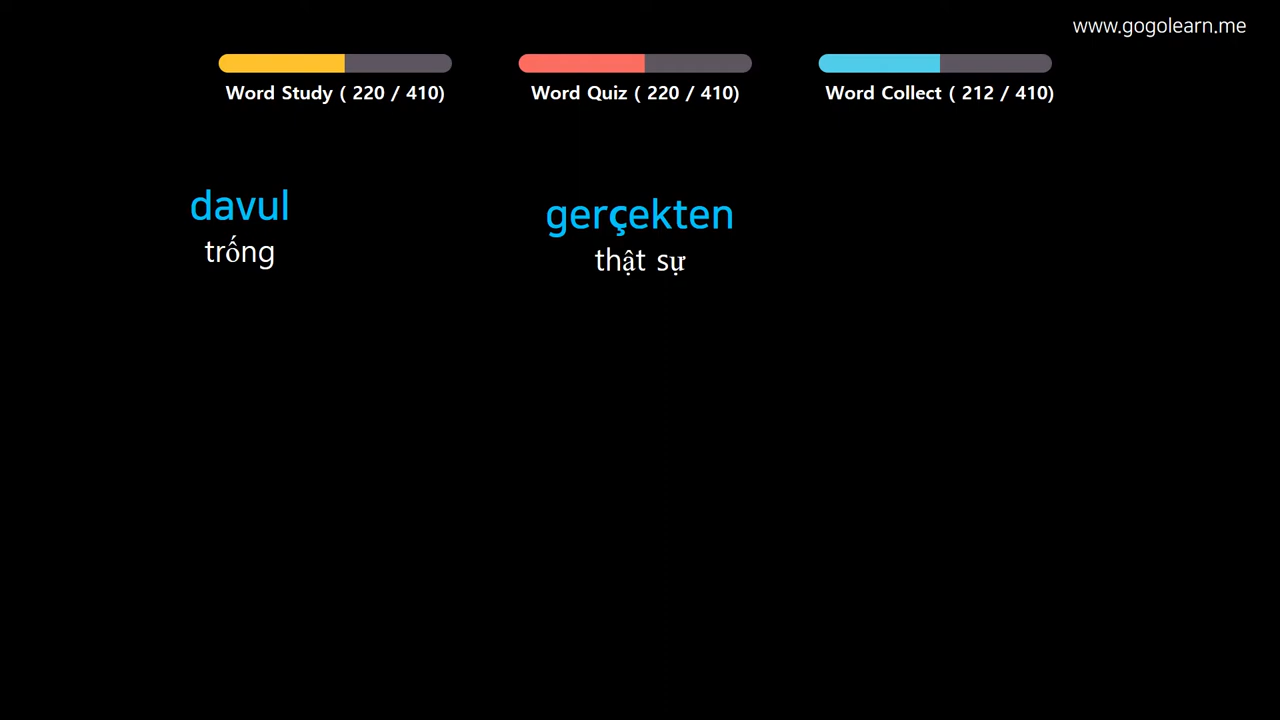 www.gogolearn.me
Word Study ( 220 / 410)
Word Quiz ( 220 / 410)
Word Collect ( 212 / 410)
davul
trống
gerçekten
thật sự